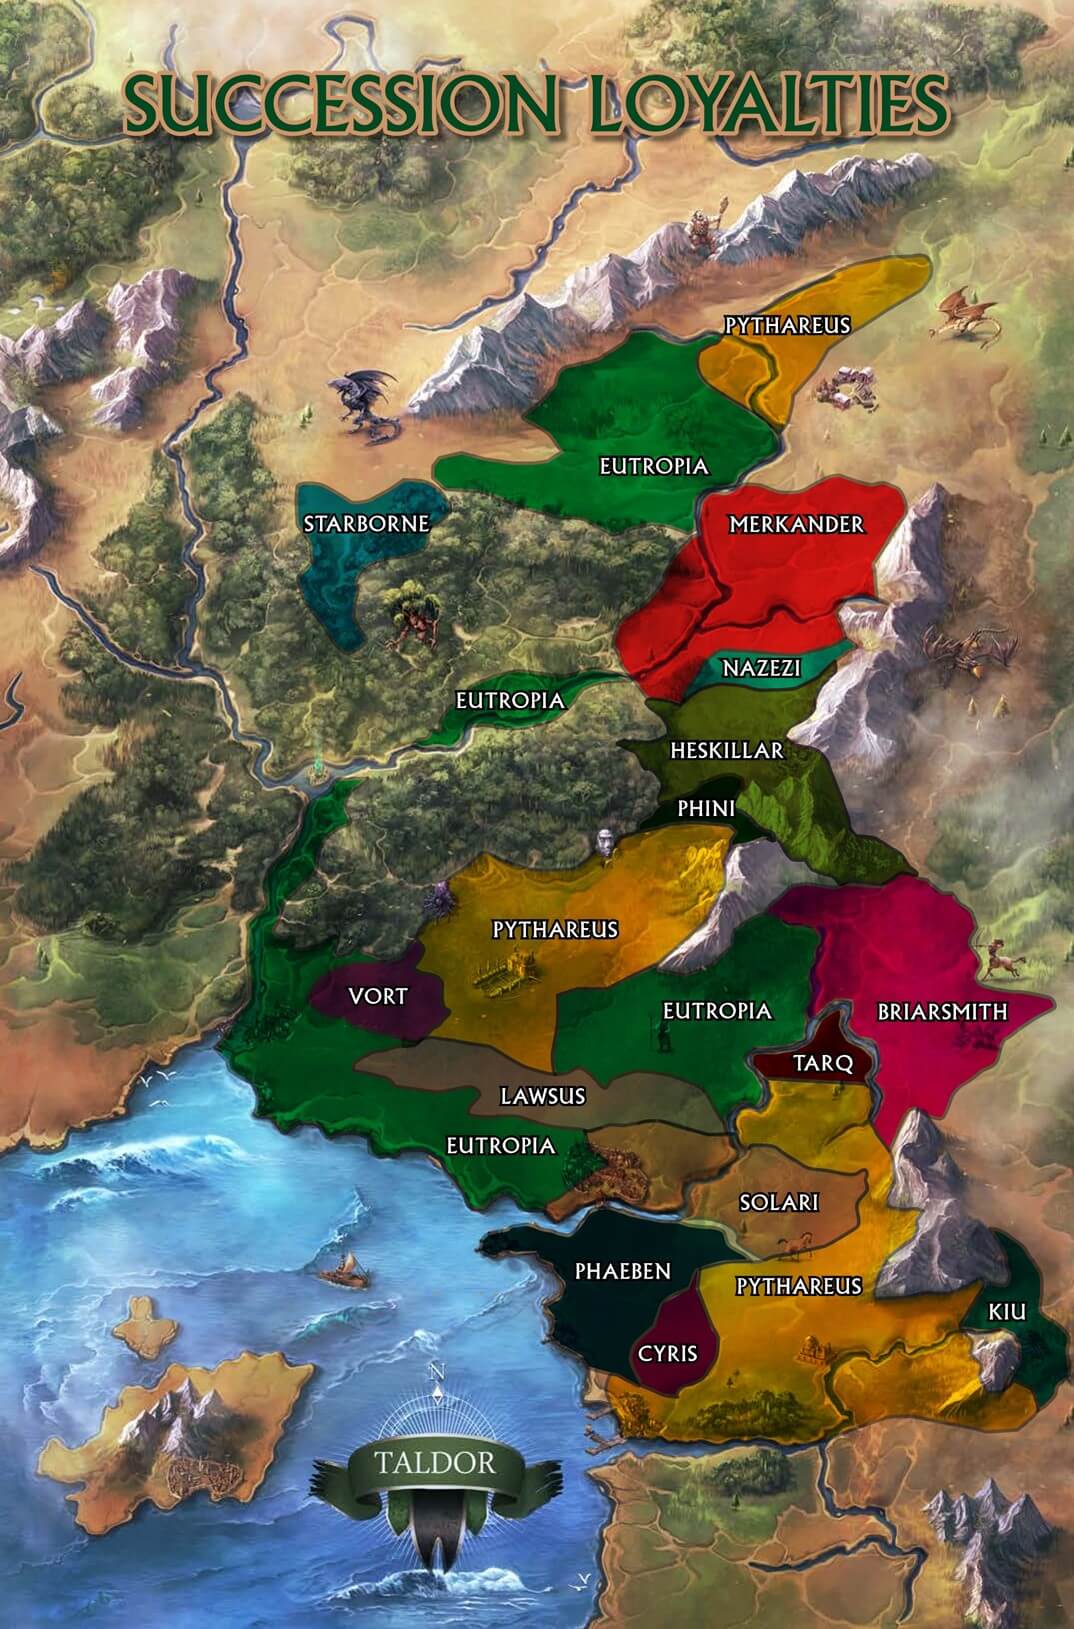 SUCCESSION LOYALTIES
PYTHAREUS
EUTROPIA
STARBORNE
MERKANDER
NAZEZI
EUTROPIA
HESKILLAR
PHINI
PYTHAREUS
VORT
EUTROPIA
BRIARSMITH
TARQ
LAWSUS
EUTROPIA
SOLARI
PHAEBEN
PYTHAREUS
KIU
CYRIS
N
TALDOR